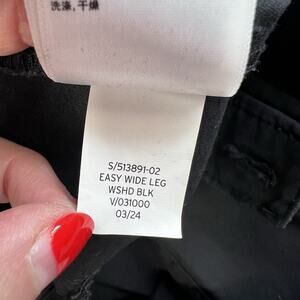 洗涤,干燥
S/513891-02
EASY WIDE LEG
WSHD BLK
V/031000
03/24